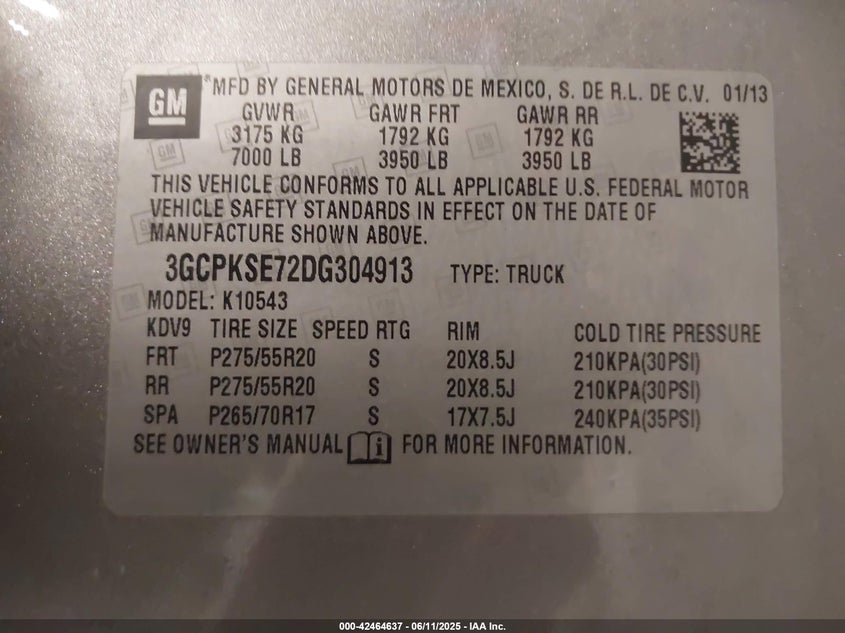 GM
*MFD BY GENERAL MOTORS DE MEXICO, S. DE R.L. DE C.V. 01/13
GVWR GAWR FRT GAWR RR
3175 KG 1792 KG 1792 KG
7000 LB 3950 LB 3950 LB
THIS VEHICLE CONFORMS TO ALL APPLICABLE U.S. FEDERAL MOTOR
VEHICLE SAFETY STANDARDS IN EFFECT ON THE DATE OF
MANUFACTURE SHOWN ABOVE.
3GCPKSE72DG304913 TYPE: TRUCK
MODEL: K10543
KDV9 TIRE SIZE SPEED RTG RIM COLD TIRE PRESSURE
FRT P275/55R20 S 20X8.5J 210KPA(30PSI)
RR P275/55R20 S 20X8.5J 210KPA(30PSI)
SPA P265/70R17 S 17X7.5J 240KPA(35PSI)
SEE OWNER'S MANUAL i FOR MORE INFORMATION.
000-42464637 - 06/11/2025 - IAA Inc.